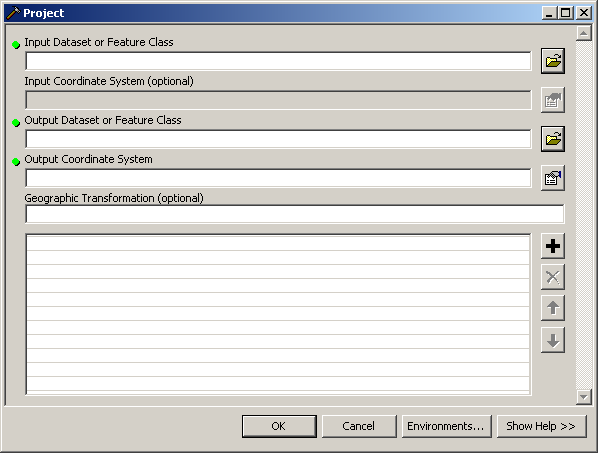 Project
Input Dataset or Feature Class
Input Coordinate System (optional)
Output Dataset or Feature Class
Output Coordinate System
Geographic Transformation (optional)
OK Cancel Environments... Show Help >>